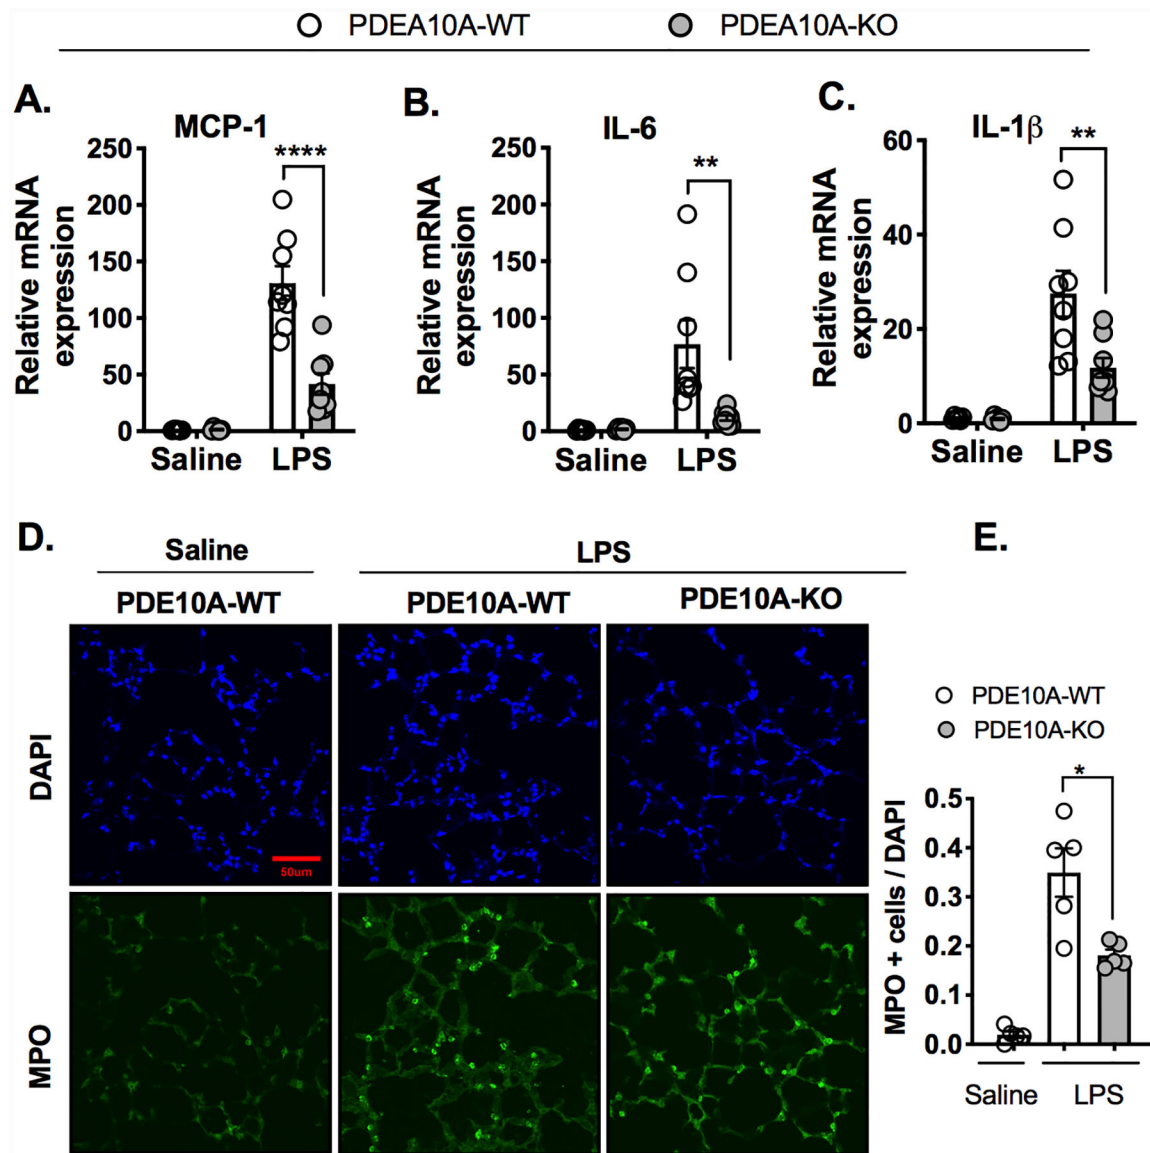 PDEA10A-WT PDEA10A-KO
A.
MCP-1
Relative mRNA
expression
250
200
150
100
50
0
****
Saline LPS
B.
IL-6
Relative mRNA
expression
250
200
150
100
50
0
**
Saline LPS
C.
IL-1β
Relative mRNA
expression
60
40
20
0
**
Saline LPS
D.
Saline LPS
PDE10A-WT PDE10A-WT PDE10A-KO
DAPI
50um
MPO
E.
PDE10A-WT
PDE10A-KO
MPO + cells / DAPI
0.5
0.4
0.3
0.2
0.1
0.0
*
Saline LPS